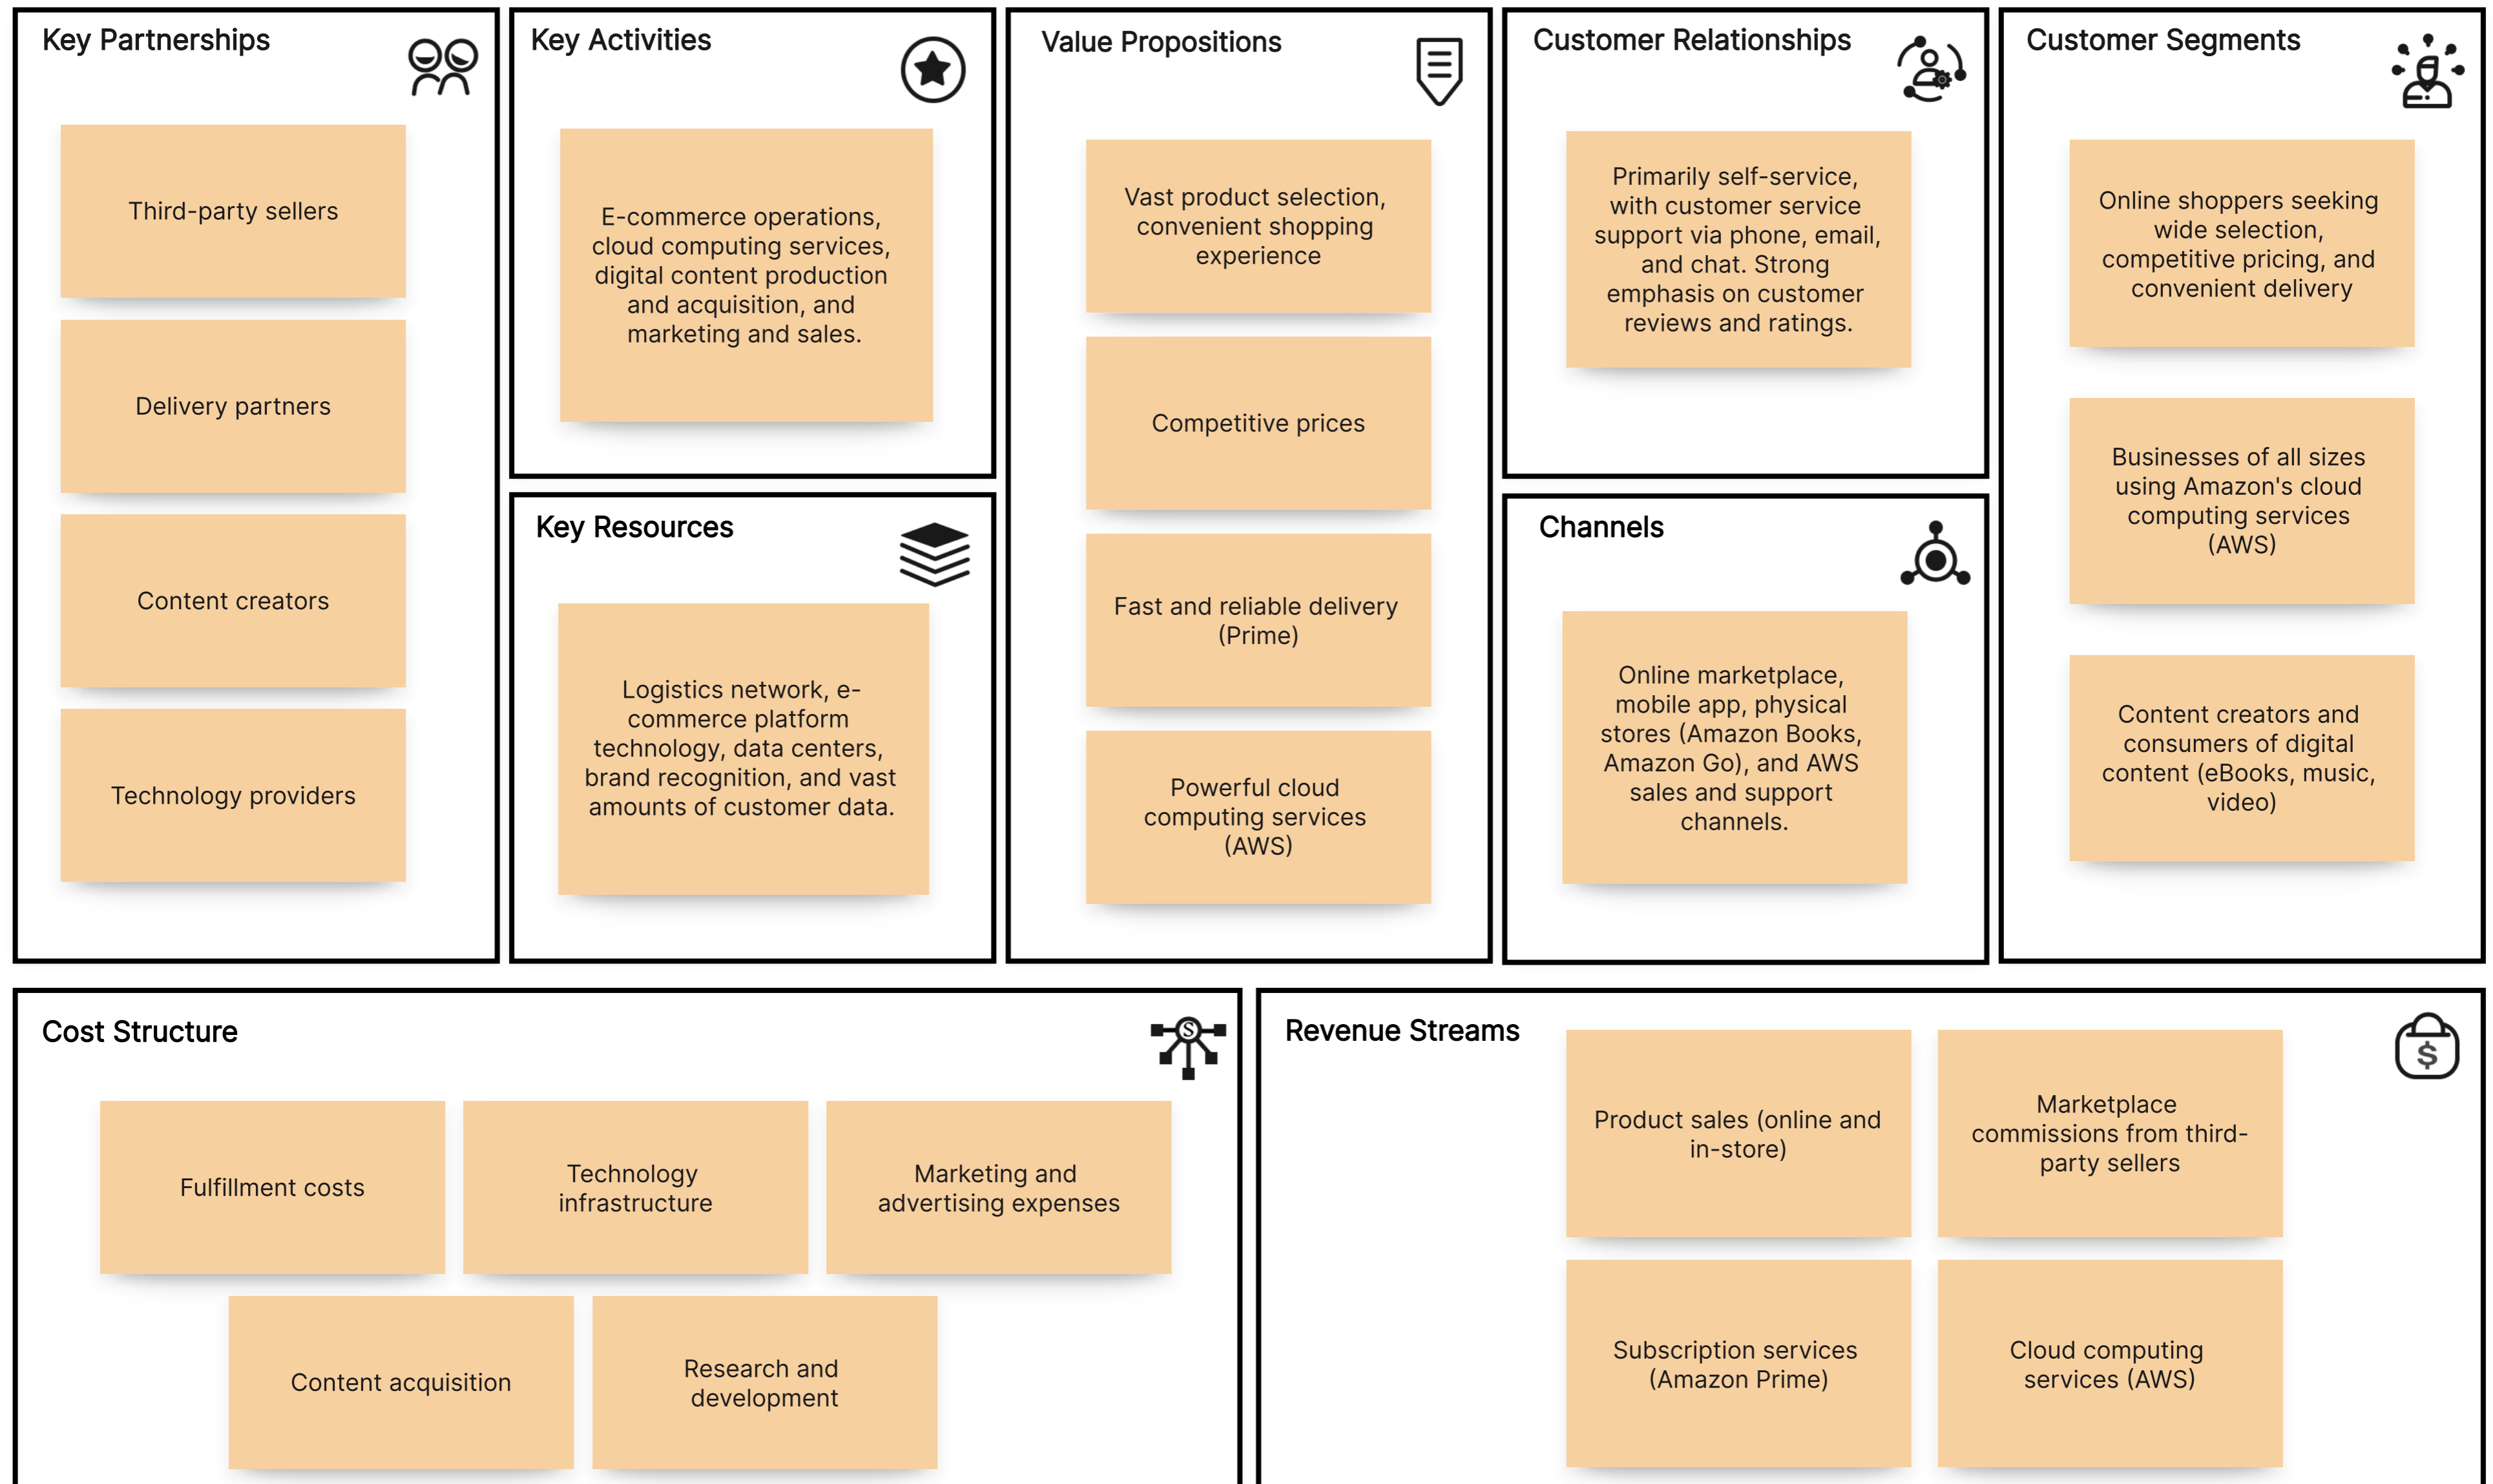 Key Partnerships
Third-party sellers
Delivery partners
Content creators
Technology providers
Key Activities
E-commerce operations,
cloud computing services,
digital content production
and acquisition, and
marketing and sales.
Key Resources
Logistics network, e-
commerce platform
technology, data centers,
brand recognition, and vast
amounts of customer data.
Value Propositions
Vast product selection,
convenient shopping
experience
Competitive prices
Fast and reliable delivery
(Prime)
Powerful cloud
computing services
(AWS)
Customer Relationships
Primarily self-service,
with customer service
support via phone, email,
and chat. Strong
emphasis on customer
reviews and ratings.
Channels
Online marketplace,
mobile app, physical
stores (Amazon Books,
Amazon Go), and AWS
sales and support
channels.
Customer Segments
Online shoppers seeking
wide selection,
competitive pricing, and
convenient delivery
Businesses of all sizes
using Amazon's cloud
computing services
(AWS)
Content creators and
consumers of digital
content (eBooks, music,
video)
Cost Structure
S
Fulfillment costs
Technology
infrastructure
Marketing and
advertising expenses
Content acquisition
Research and
development
Revenue Streams
$
Product sales (online and
in-store)
Marketplace
commissions from third-
party sellers
Subscription services
(Amazon Prime)
Cloud computing
services (AWS)